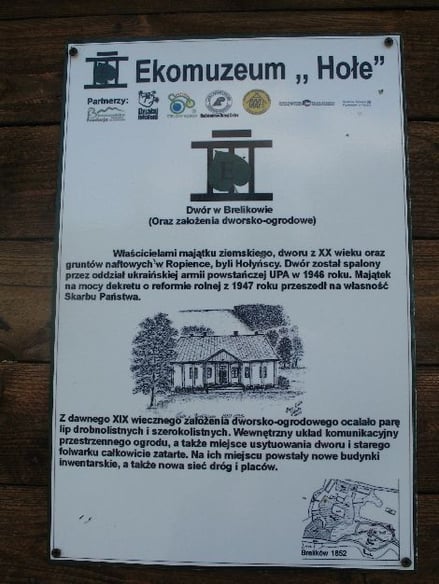 Ekomuzeum „ Hołe”
Partnerzy:
Dwór w Brelikowie
(Oraz założenia dworsko-ogrodowe)
Właścicielami majątku ziemskiego, dworu z XX wieku oraz
gruntów naftowych w Ropience, byli Hołyńscy. Dwór został spalony
przez oddział ukraińskiej armii powstańczej UPA w 1946 roku. Majątek
na mocy dekretu o reformie rolnej z 1947 roku przeszedł na własność
Skarbu Państwa.
Z dawnego XIX wiecznego założenia dworsko-ogrodowego ocalało parę
lip drobnolistnych i szerokolistnych. Wewnętrzny układ komunikacyjny
przestrzennego ogrodu, a także miejsce usytuowania dworu i starego
folwarku całkowicie zatarte. Na ich miejscu powstały nowe budynki
inwentarskie, a także nowa sieć dróg i placów.
Brelików 1852